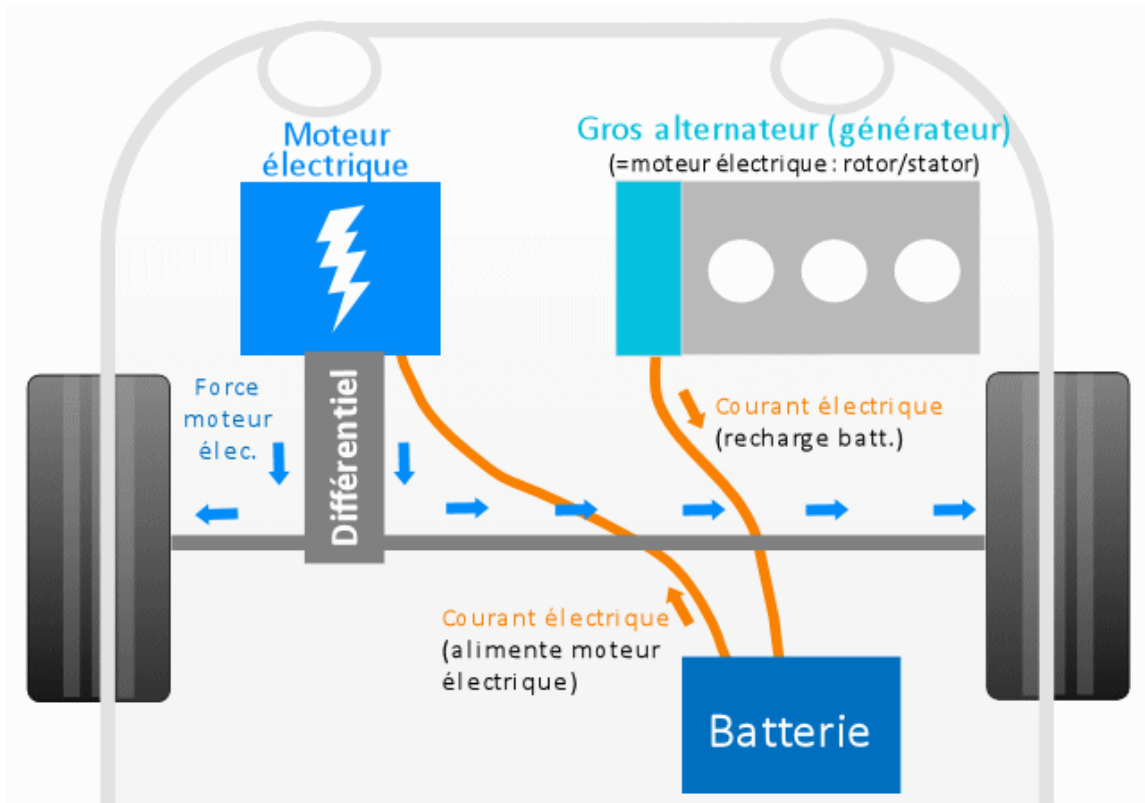 Moteur
électrique
Gros alternateur (générateur)
(=moteur électrique : rotor/stator)
Force
moteur
élec.
Différentiel
Courant électrique
(recharge batt.)
Courant électrique
(alimente moteur
électrique)
Batterie